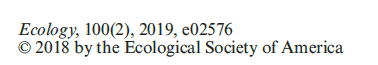 Ecology, 100(2), 2019, e02576
© 2018 by the Ecological Society of America